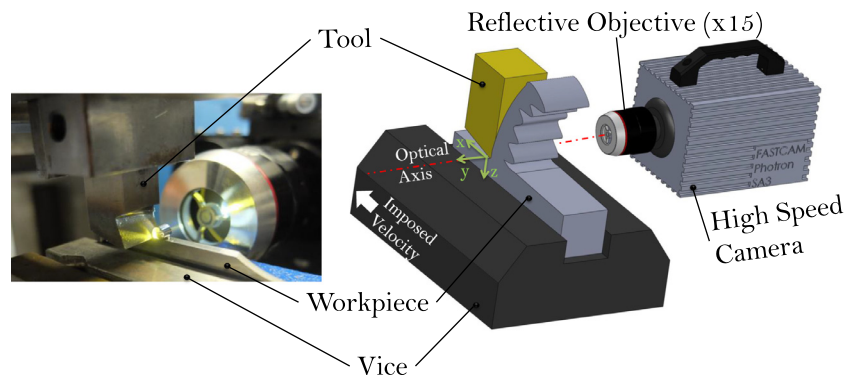 Reflective Objective (x15)
Tool
x
y
z
Optical
Axis
Imposed
Velocity
FASTCAM
Photron
SA3
High Speed
Camera
Workpiece
Vice